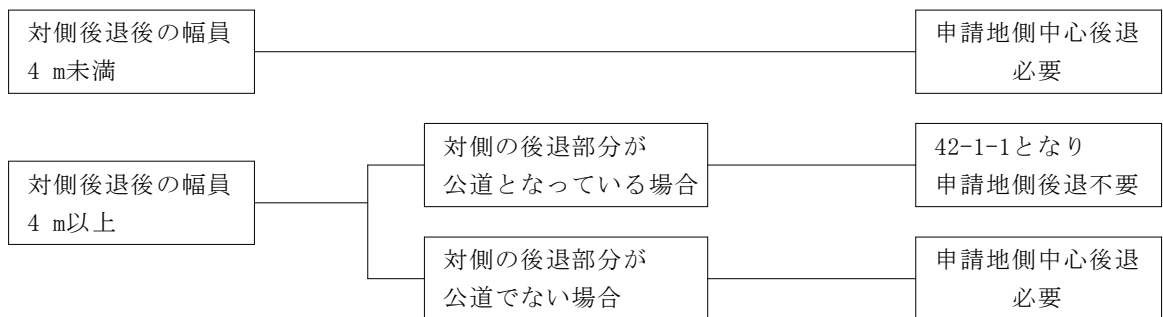 対側後退後の幅員
4 m未満
申請地側中心後退
必要
対側後退後の幅員
4 m以上
対側の後退部分が
公道となっている場合
42-1-1となり
申請地側後退不要
対側の後退部分が
公道でない場合
申請地側中心後退
必要